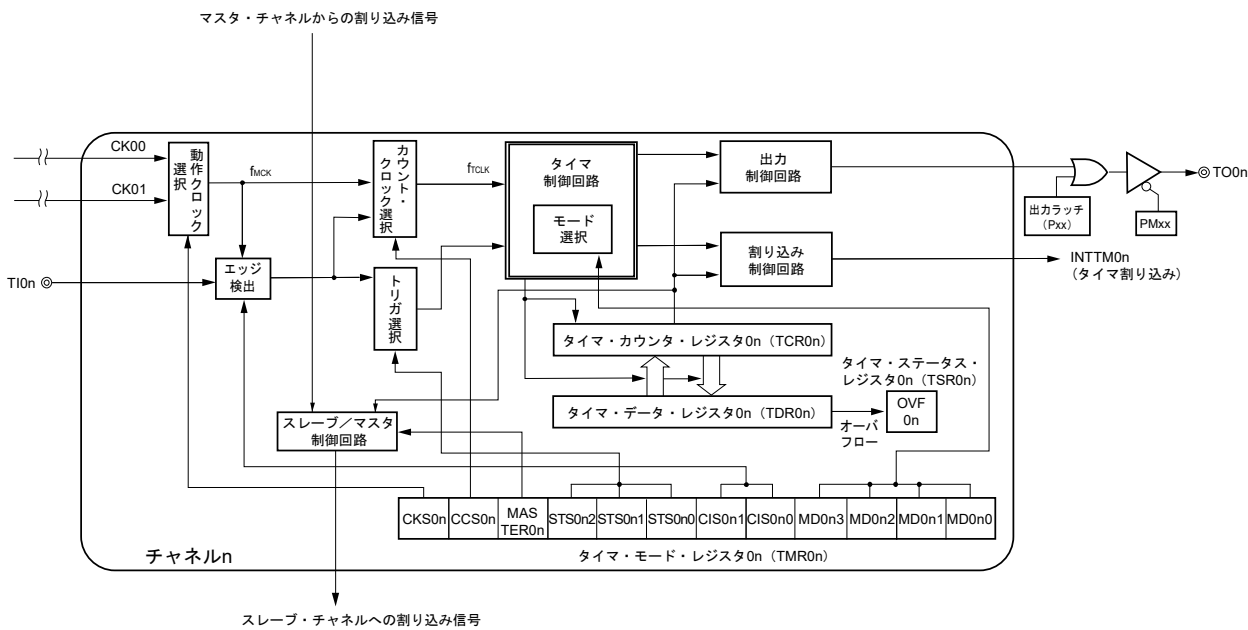 マスタ・チャネルからの割り込み信号
CK00
CK01
動作クロック
選択
fMCK
カウント・
クロック選択
fTCLK
タイマ
制御回路
モード
選択
出力
制御回路
出力ラッチ
(Pxx)
PMxx
TO0n
TI0n
エッジ
検出
トリガ選択
割り込み
制御回路
INTTM0n
(タイマ割り込み)
タイマ・カウンタ・レジスタ0n(TCR0n)
タイマ・ステータス・
レジスタ0n(TSR0n)
タイマ・データ・レジスタ0n(TDR0n)
オーバ
フロー
OVF
0n
スレーブ/マスタ
制御回路
CKS0n
CCS0n
MAS
TER0n
STS0n2
STS0n1
STS0n0
CIS0n1
CIS0n0
MD0n3
MD0n2
MD0n1
MD0n0
チャネルn
タイマ・モード・レジスタ0n(TMR0n)
スレーブ・チャネルへの割り込み信号